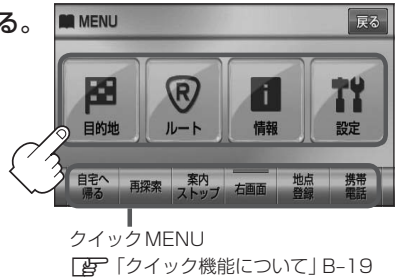 る。
MENU
戻る
目的地
R
ルート
i
情報
設定
自宅へ
帰る
再探索
案内
ストップ
右画面
地点
登録
携帯
電話
クイックMENU
「クイック機能について」B-19